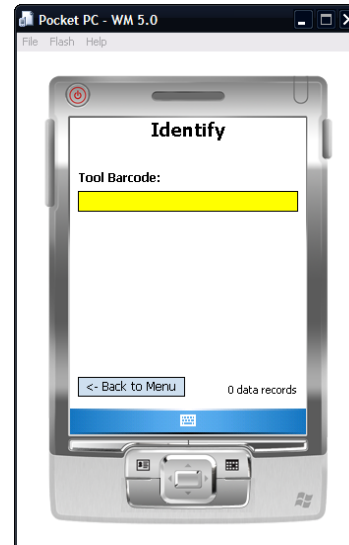 Pocket PC - WM 5.0
File Flash Help
Identify
Tool Barcode:
<- Back to Menu
0 data records